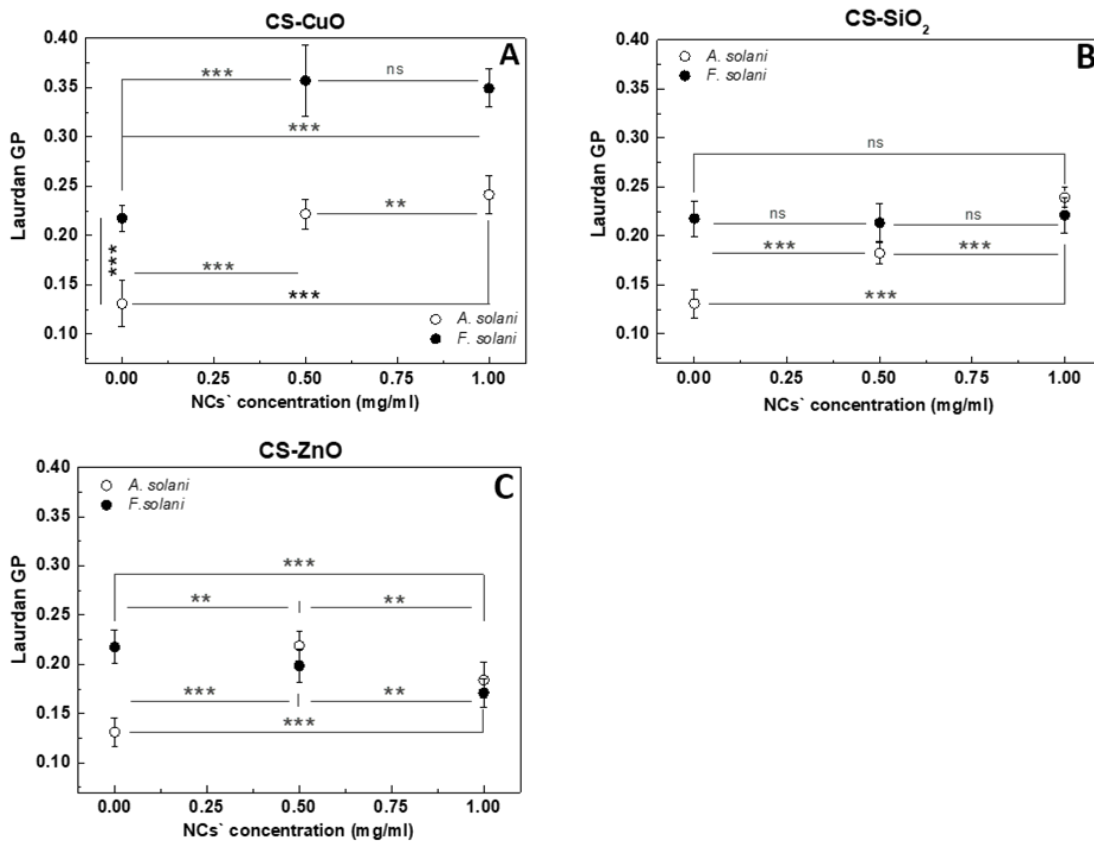 CS-CuO
A
0.40
0.35
0.30
0.25
0.20
0.15
0.10
Laurdan GP
***
ns
***
**
***
***
***
○ A. solani
● F. solani
0.00 0.25 0.50 0.75 1.00
NCs` concentration (mg/ml)
CS-SiO₂
B
○ A. solani
● F. solani
0.40
0.35
0.30
0.25
0.20
0.15
0.10
Laurdan GP
ns
ns ns
*** ***
***
0.00 0.25 0.50 0.75 1.00
NCs` concentration (mg/ml)
CS-ZnO
C
○ A. solani
● F.solani
0.40
0.35
0.30
0.25
0.20
0.15
0.10
Laurdan GP
***
** **
*** **
***
0.00 0.25 0.50 0.75 1.00
NCs` concentration (mg/ml)